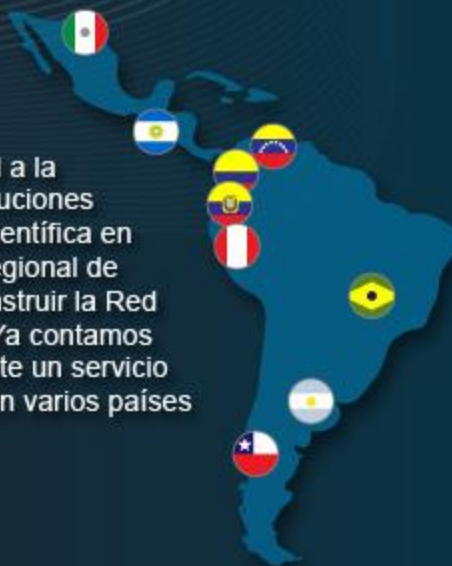 a la
uciones
entífica en
egional de
nstruir la Red
Ya contamos
te un servicio
n varios países